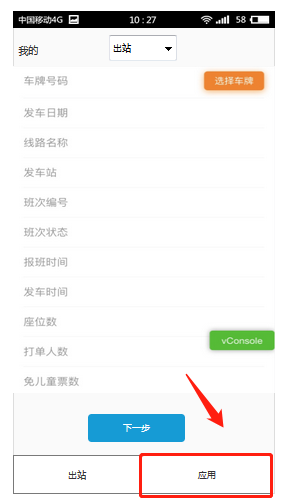 中国移动4G 10：27 58
我的 出站
车牌号码 选择车牌
发车日期
线路名称
发车站
班次编号
班次状态
报班时间
发车时间
座位数
vConsole
打单人数
免儿童票数
下一步
出站 应用